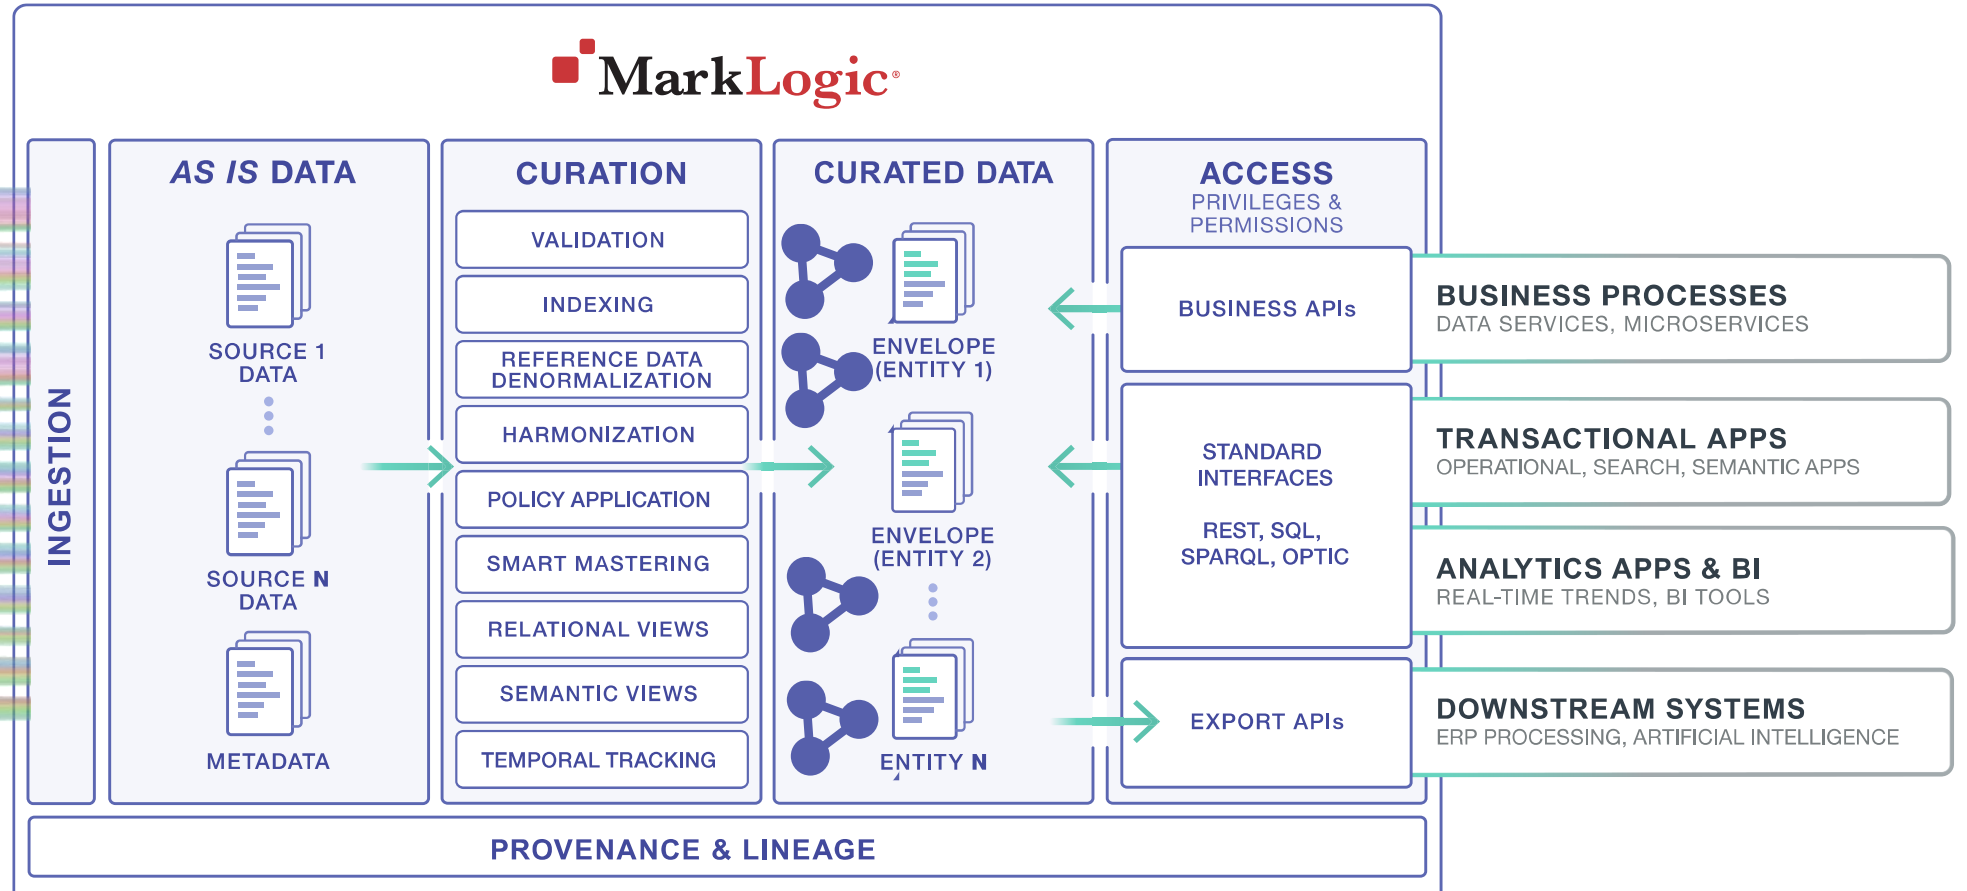 MarkLogic®
INGESTION
AS IS DATA
SOURCE 1
DATA
SOURCE N
DATA
METADATA
CURATION
VALIDATION
INDEXING
REFERENCE DATA
DENORMALIZATION
HARMONIZATION
POLICY APPLICATION
SMART MASTERING
RELATIONAL VIEWS
SEMANTIC VIEWS
TEMPORAL TRACKING
CURATED DATA
ENVELOPE
(ENTITY 1)
ENVELOPE
(ENTITY 2)
ENTITY N
ACCESS
PRIVILEGES &
PERMISSIONS
BUSINESS APIs
STANDARD
INTERFACES
REST, SQL,
SPARQL, OPTIC
EXPORT APIs
BUSINESS PROCESSES
DATA SERVICES, MICROSERVICES
TRANSACTIONAL APPS
OPERATIONAL, SEARCH, SEMANTIC APPS
ANALYTICS APPS & BI
REAL-TIME TRENDS, BI TOOLS
DOWNSTREAM SYSTEMS
ERP PROCESSING, ARTIFICIAL INTELLIGENCE
PROVENANCE & LINEAGE